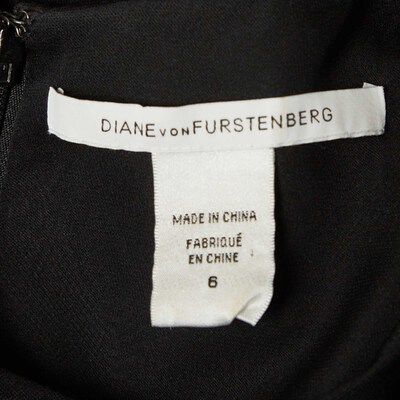 DIANE VON FURSTENBERG
MADE IN CHINA
FABRIQUÉ
EN CHINE
6